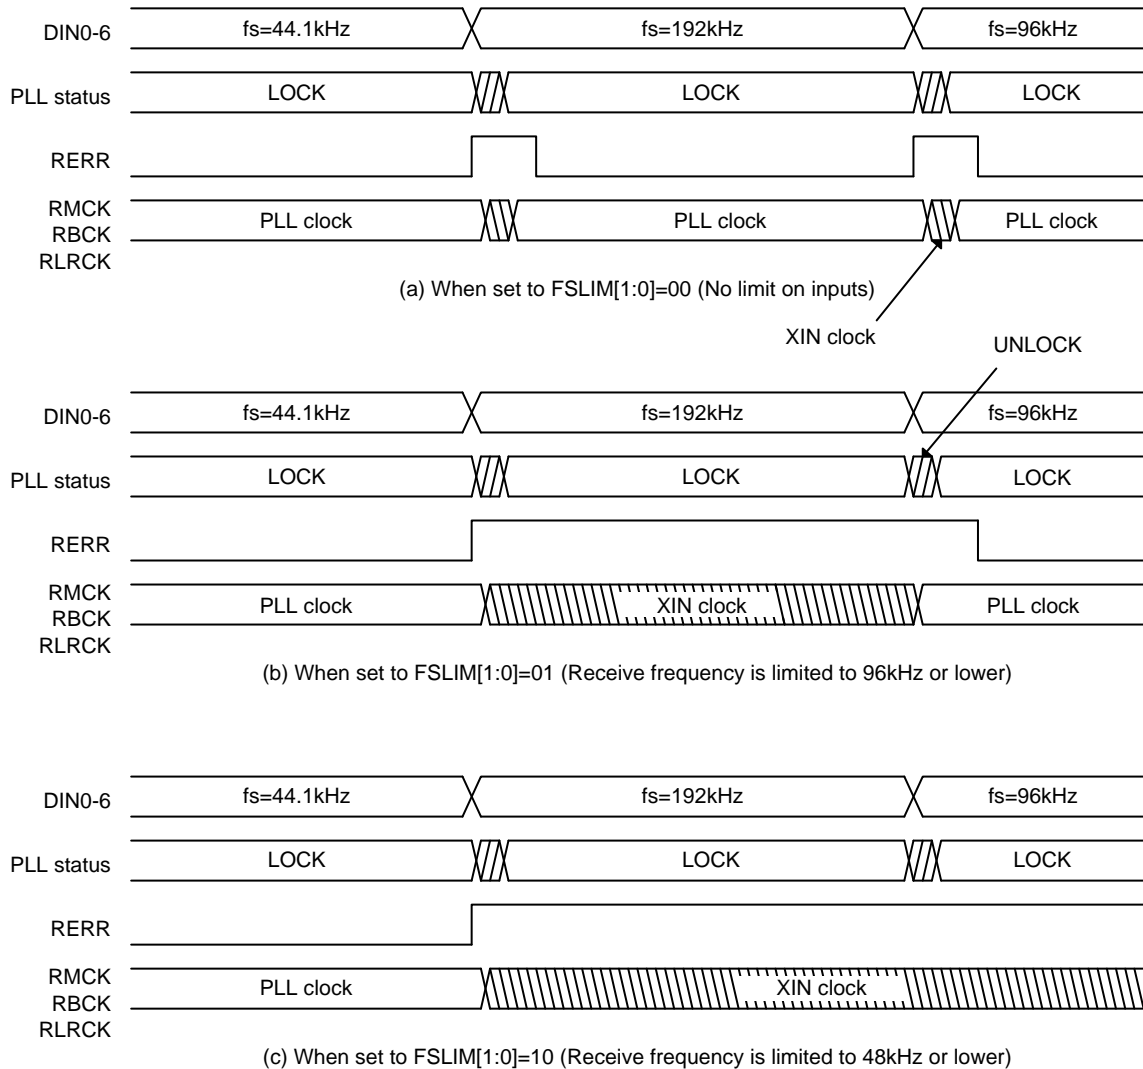 DIN0-6 fs=44.1kHz fs=192kHz fs=96kHz
PLL status LOCK LOCK LOCK
RERR
RMCK
RBCK PLL clock PLL clock PLL clock
RLRCK
(a) When set to FSLIM[1:0]=00 (No limit on inputs)
XIN clock
UNLOCK
DIN0-6 fs=44.1kHz fs=192kHz fs=96kHz
PLL status LOCK LOCK LOCK
RERR
RMCK
RBCK PLL clock XIN clock PLL clock
RLRCK
(b) When set to FSLIM[1:0]=01 (Receive frequency is limited to 96kHz or lower)
DIN0-6 fs=44.1kHz fs=192kHz fs=96kHz
PLL status LOCK LOCK LOCK
RERR
RMCK
RBCK PLL clock XIN clock
RLRCK
(c) When set to FSLIM[1:0]=10 (Receive frequency is limited to 48kHz or lower)